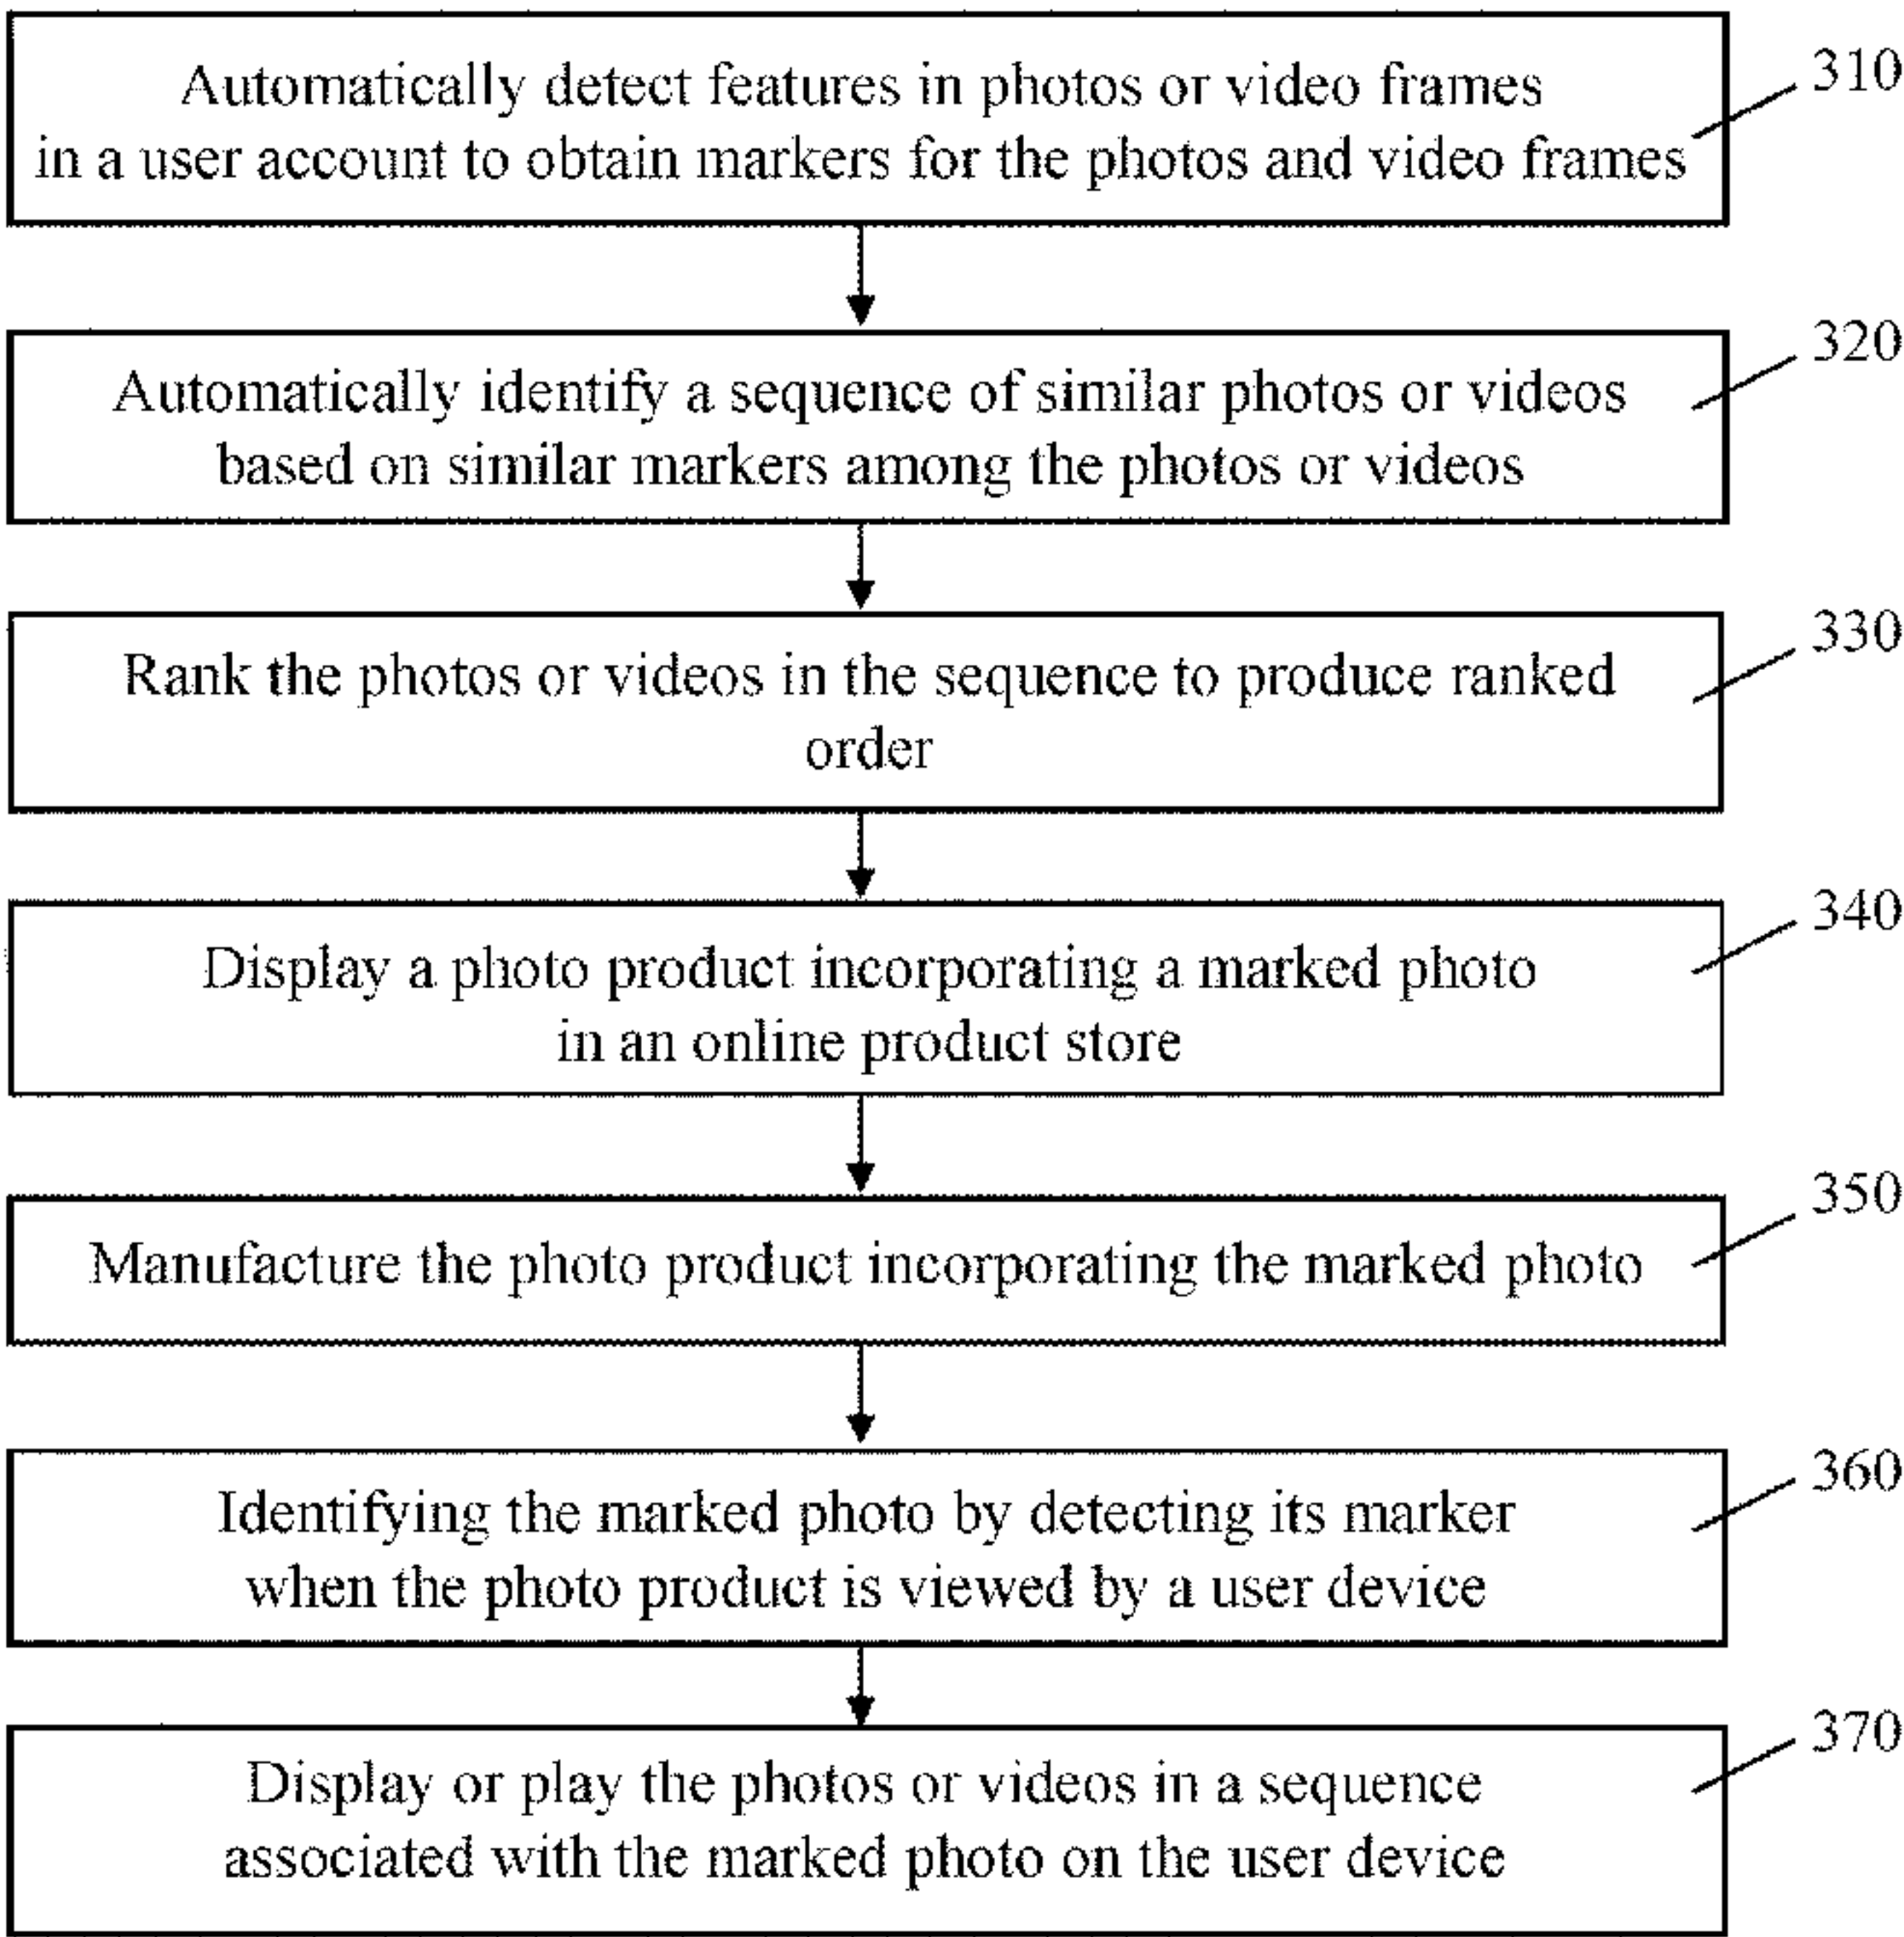 Automatically detect features in photos or video frames
in a user account to obtain markers for the photos and video frames
310
Automatically identify a sequence of similar photos or videos
based on similar markers among the photos or videos
320
Rank the photos or videos in the sequence to produce ranked
order
330
Display a photo product incorporating a marked photo
in an online product store
340
Manufacture the photo product incorporating the marked photo
350
Identifying the marked photo by detecting its marker
when the photo product is viewed by a user device
360
Display or play the photos or videos in a sequence
associated with the marked photo on the user device
370